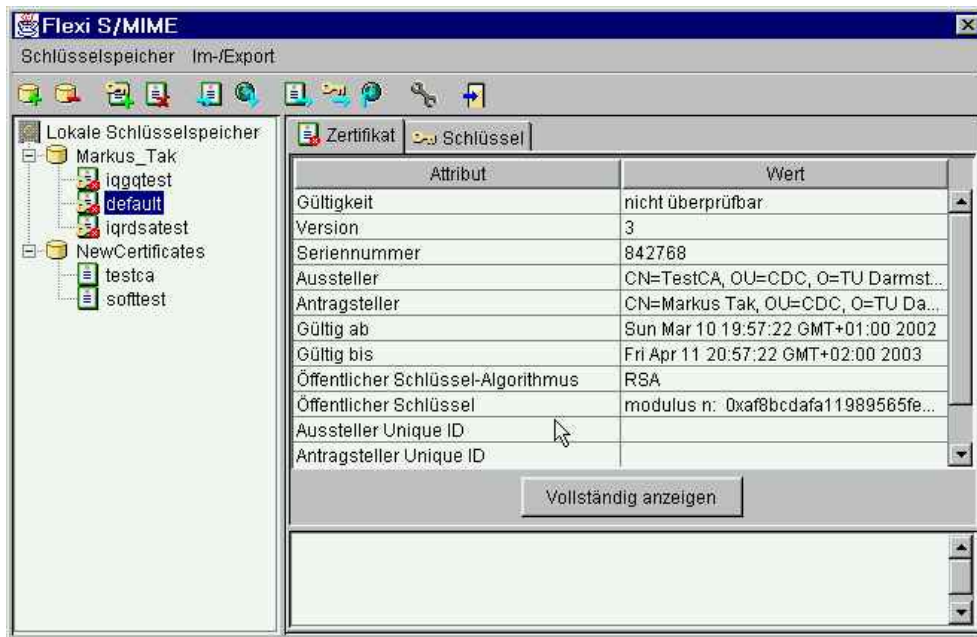 Flexi S/MIME
Schlüsselspeicher Im-/Export
Lokale Schlüsselspeicher
Markus_Tak
iqgqtest
default
iqrdsatest
NewCertificates
testca
softtest
Zertifikat Schlüssel
Attribut Wert
Gültigkeit nicht überprüfbar
Version 3
Seriennummer 842768
Aussteller CN=TestCA, OU=CDC, O=TU Darmst...
Antragsteller CN=Markus Tak, OU=CDC, O=TU Da...
Gültig ab Sun Mar 10 19:57:22 GMT+01:00 2002
Gültig bis Fri Apr 11 20:57:22 GMT+02:00 2003
Öffentlicher Schlüssel-Algorithmus RSA
Öffentlicher Schlüssel modulus n: 0xaf8bcdafa11989565fe...
Aussteller Unique ID
Antragsteller Unique ID
Vollständig anzeigen